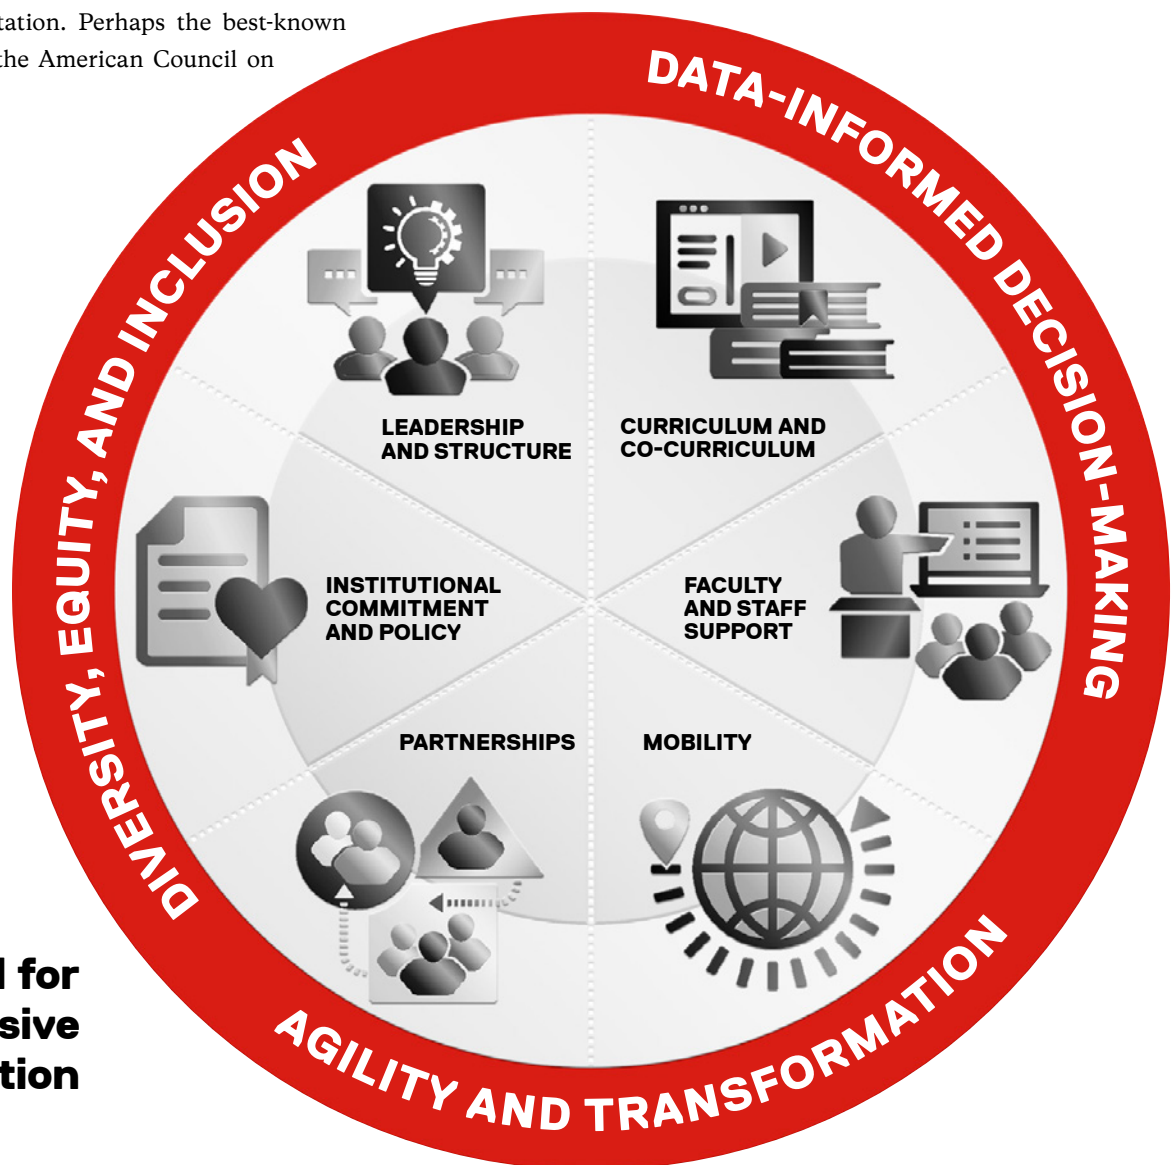 tation. Perhaps the best-known
the American Council on
DATA-INFORMED DECISION-MAKING
DIVERSITY, EQUITY, AND INCLUSION
LEADERSHIP
AND STRUCTURE
CURRICULUM AND
CO-CURRICULUM
INSTITUTIONAL
COMMITMENT
AND POLICY
FACULTY
AND STAFF
SUPPORT
PARTNERSHIPS
MOBILITY
for
sive
tion
AGILITY AND TRANSFORMATION